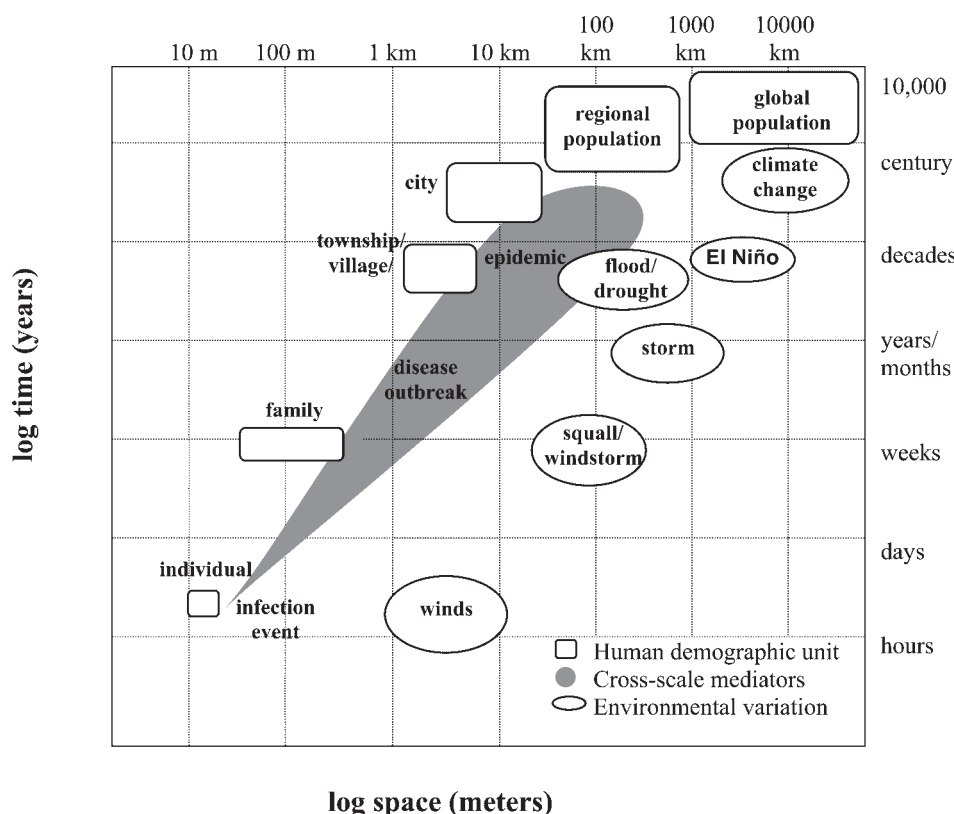 100
1000
10000
10 m
100 m
1 km
10 km
km
km
km
10,000
regional
population
global
population
century
climate
change
city
township/
village/
epidemic
El Niño
decades
flood/
drought
storm
years/
months
disease
outbreak
family
squall/
windstorm
weeks
days
individual
infection
event
winds
hours
Human demographic unit
Cross-scale mediators
Environmental variation
log time (years)
log space (meters)